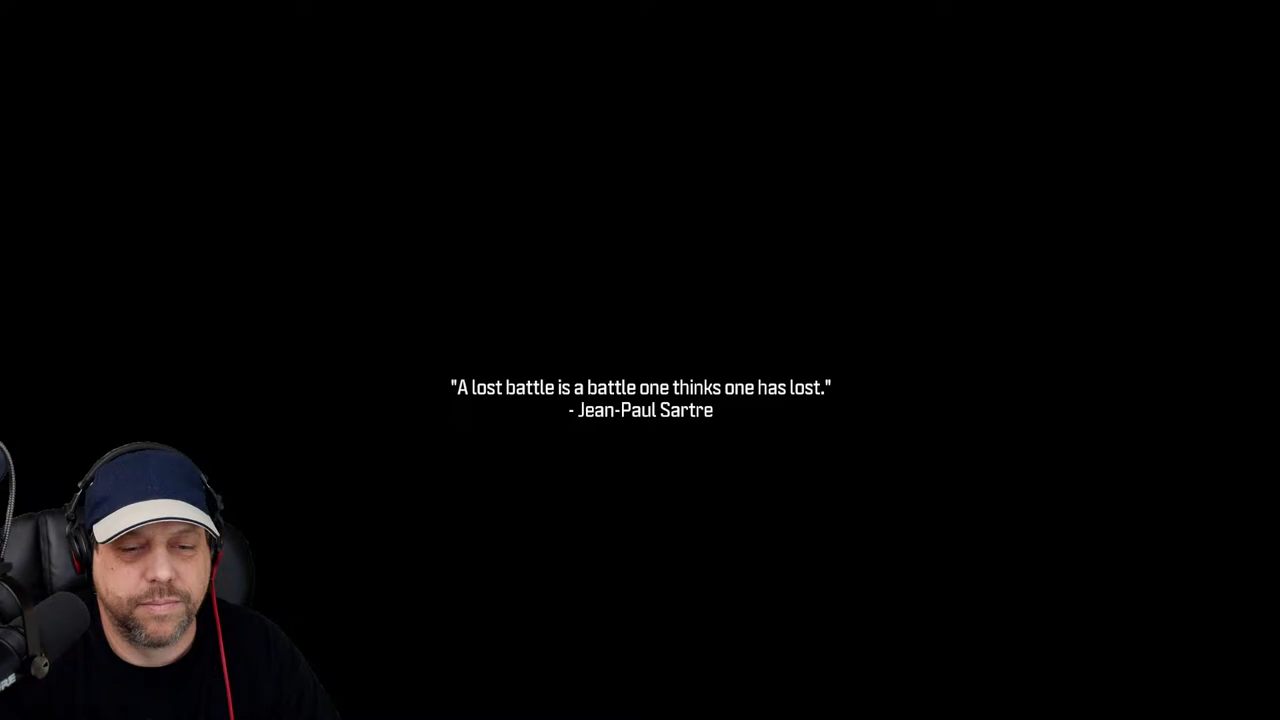 "A lost battle is a battle one thinks one has lost."
- Jean-Paul Sartre